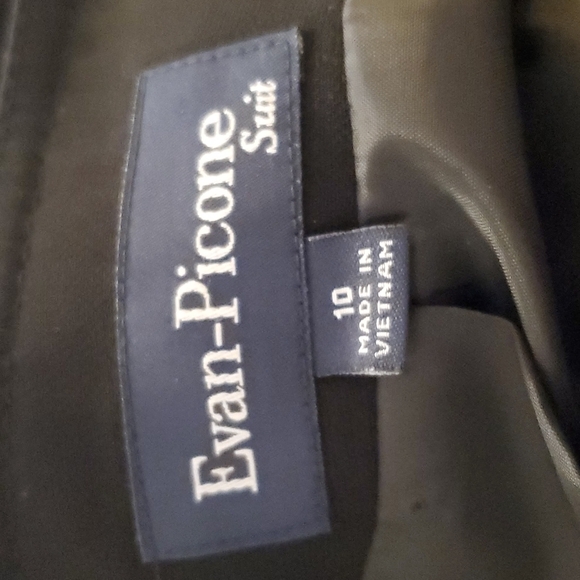 Evan-Picone
Suit
10
MADE IN
VIETNAM